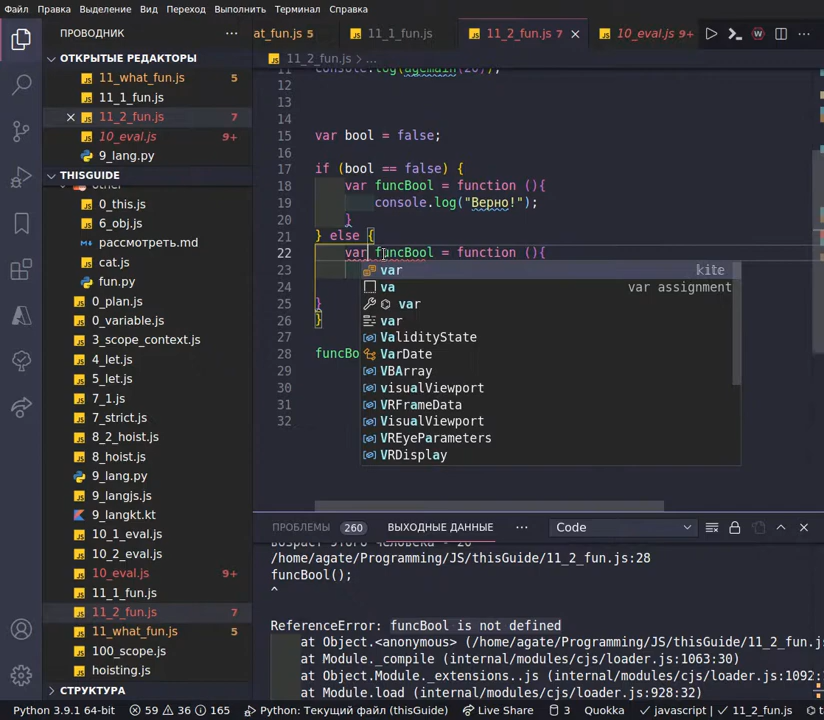 Файл Правка Выделение Вид Переход Выполнить Терминал Справка
ПРОВОДНИК
ОТКРЫТЫЕ РЕДАКТОРЫ
11_what_fun.js 5
11_1_fun.js
11_2_fun.js 7
10_eval.js 9+
9_lang.py
THISGUIDE
0_this.js
6_obj.js
рассмотреть.md
cat.js
fun.py
0_plan.js
0_variable.js
3_scope_context.js
4_let.js
5_let.js
7_1.js
7_strict.js
8_2_hoist.js
8_hoist.js
9_lang.py
9_langjs.js
9_langkt.kt
10_1_eval.js
10_2_eval.js
10_eval.js 9+
11_1_fun.js
11_2_fun.js 7
11_what_fun.js 5
100_scope.js
hoisting.js
СТРУКТУРА
at_fun.js 5 11_1_fun.js 11_2_fun.js 7 10_eval.js 9+
11_2_fun.js > ...
11 console.log(agemain(20));
12
13
14
15 var bool = false;
16
17 if (bool == false) {
18 var funcBool = function (){
19 console.log("Верно!");
20 }
21 } else {
22 var funcBool = function (){
23
24
25 }
26 }
27
28 funcBo
29
30
31
32
var kite
va var assignment
var
var
ValidityState
VarDate
VBArray
visualViewport
VRFrameData
VisualViewport
VREyeParameters
VRDisplay
ПРОБЛЕМЫ 260 ВЫХОДНЫЕ ДАННЫЕ ... Code
Возраст этого человека - 20
/home/agate/Programming/JS/thisGuide/11_2_fun.js:28
funcBool();
^
ReferenceError: funcBool is not defined
at Object.<anonymous> (/home/agate/Programming/JS/thisGuide/11_2_fun.js
at Module._compile (internal/modules/cjs/loader.js:1063:30)
at Object.Module._extensions..js (internal/modules/cjs/loader.js:1092:
at Module.load (internal/modules/cjs/loader.js:928:32)
Python 3.9.1 64-bit 59 36 165 Python: Текущий файл (thisGuide) Live Share 3 Quokka javascript | 11_2_fun.js